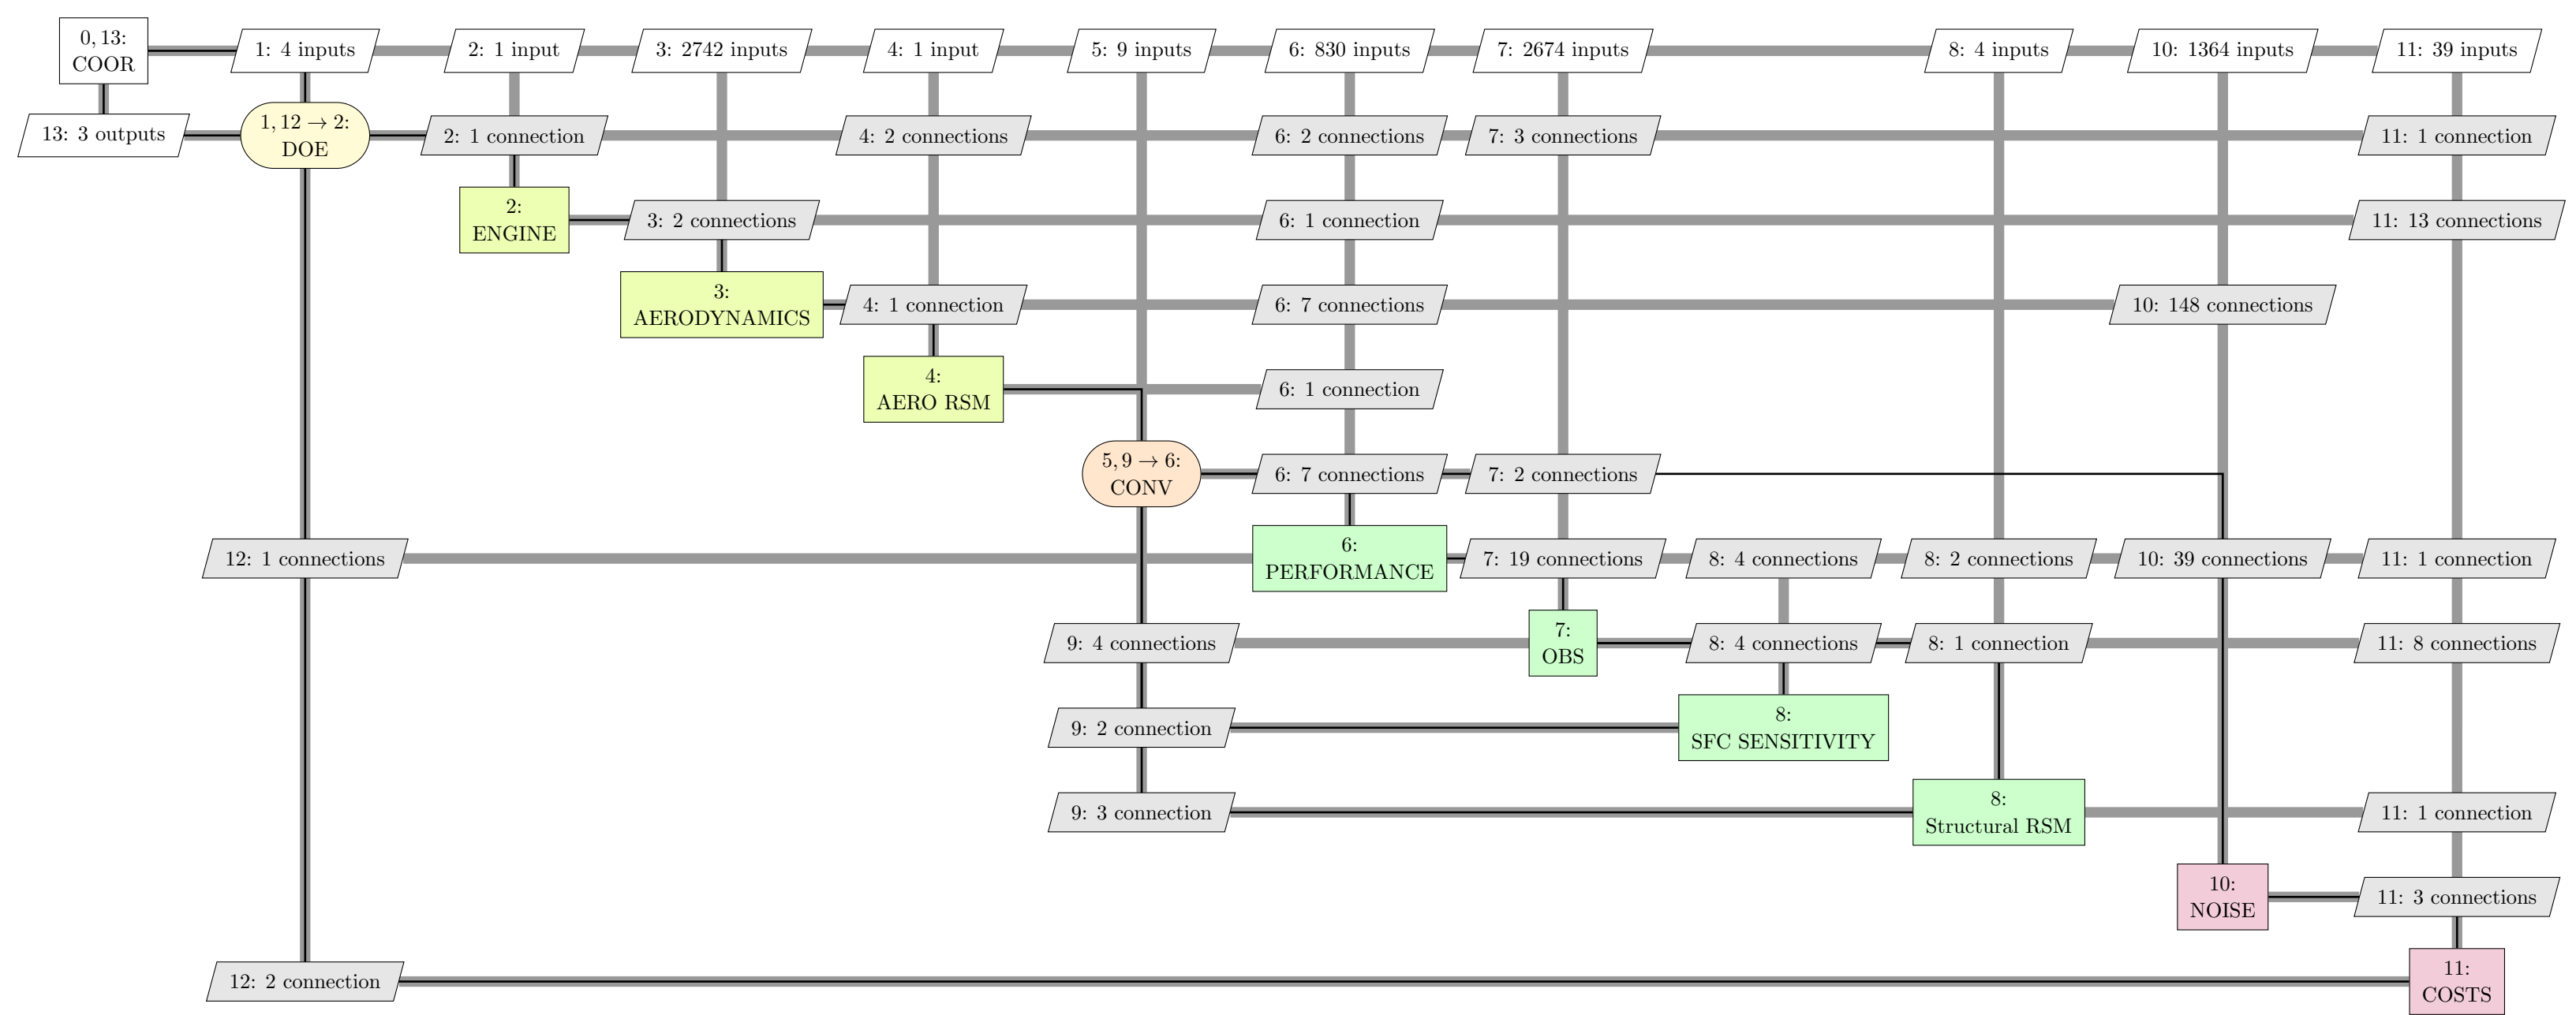 0, 13:
COOR
1: 4 inputs
2: 1 input
3: 2742 inputs
4: 1 input
5: 9 inputs
6: 830 inputs
7: 2674 inputs
8: 4 inputs
10: 1364 inputs
11: 39 inputs
13: 3 outputs
1, 12 → 2:
DOE
2: 1 connection
4: 2 connections
6: 2 connections
7: 3 connections
11: 1 connection
2:
ENGINE
3: 2 connections
6: 1 connection
11: 13 connections
3:
AERODYNAMICS
4: 1 connection
6: 7 connections
10: 148 connections
4:
AERO RSM
6: 1 connection
5, 9 → 6:
CONV
6: 7 connections
7: 2 connections
12: 1 connections
6:
PERFORMANCE
7: 19 connections
8: 4 connections
8: 2 connections
10: 39 connections
11: 1 connection
9: 4 connections
7:
OBS
8: 4 connections
8: 1 connection
11: 8 connections
9: 2 connection
8:
SFC SENSITIVITY
9: 3 connection
8:
Structural RSM
11: 1 connection
10:
NOISE
11: 3 connections
12: 2 connection
11:
COSTS